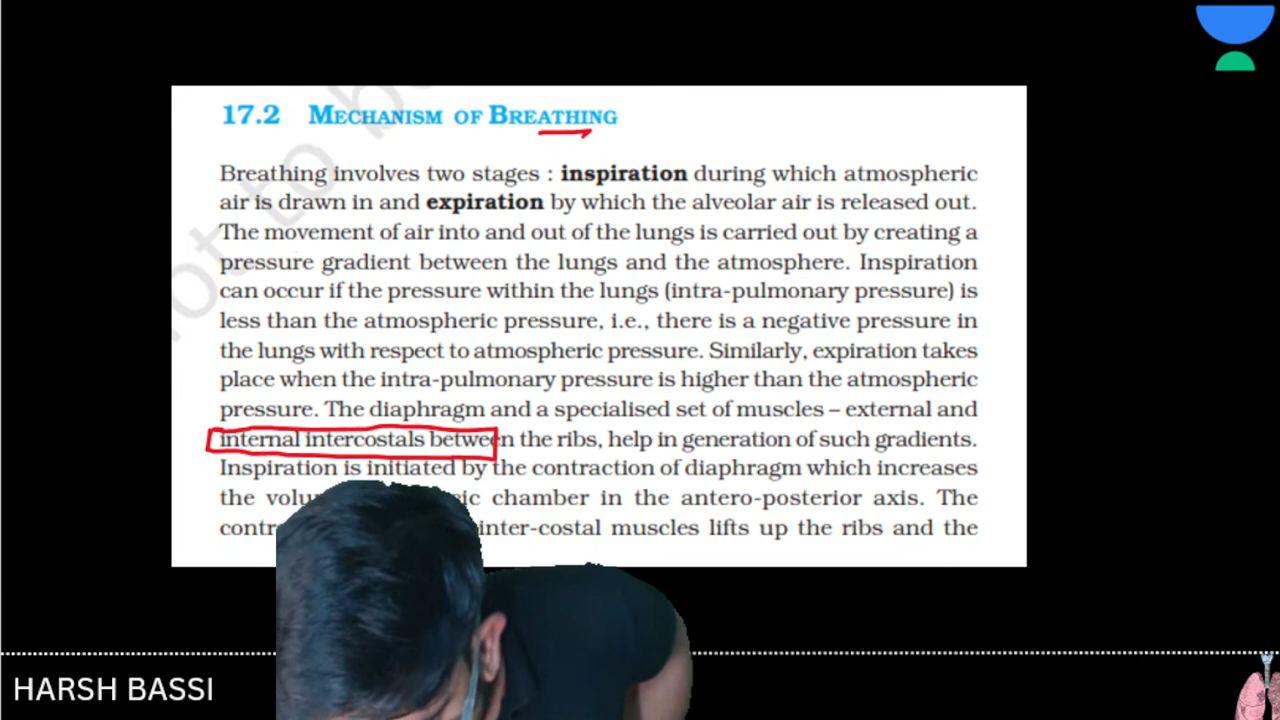 17.2 MECHANISM OF BREATHING
Breathing involves two stages : inspiration during which atmospheric
air is drawn in and expiration by which the alveolar air is released out.
The movement of air into and out of the lungs is carried out by creating a
pressure gradient between the lungs and the atmosphere. Inspiration
can occur if the pressure within the lungs (intra-pulmonary pressure) is
less than the atmospheric pressure, i.e., there is a negative pressure in
the lungs with respect to atmospheric pressure. Similarly, expiration takes
place when the intra-pulmonary pressure is higher than the atmospheric
pressure. The diaphragm and a specialised set of muscles – external and
internal intercostals between the ribs, help in generation of such gradients.
Inspiration is initiated by the contraction of diaphragm which increases
the chamber in the antero-posterior axis. The
inter-costal muscles lifts up the ribs and the
HARSH BASSI